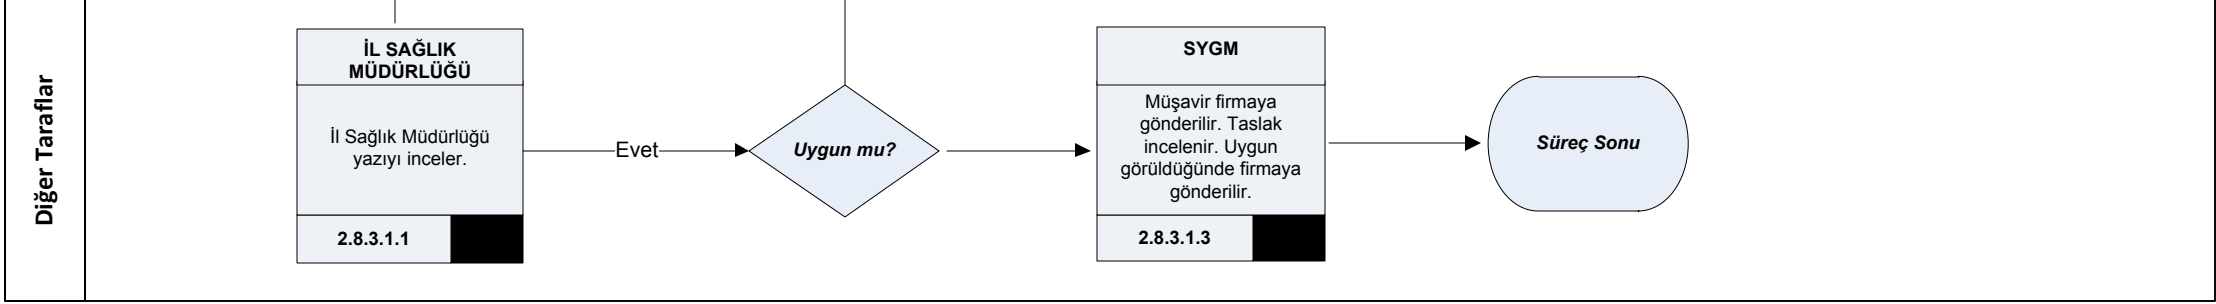 Diğer Taraflar
İL SAĞLIK
MÜDÜRLÜĞÜ
İl Sağlık Müdürlüğü
yazıyı inceler.
2.8.3.1.1
Evet
Uygun mu?
SYGM
Müşavir firmaya
gönderilir. Taslak
incelenir. Uygun
görüldüğünde firmaya
gönderilir.
2.8.3.1.3
Süreç Sonu